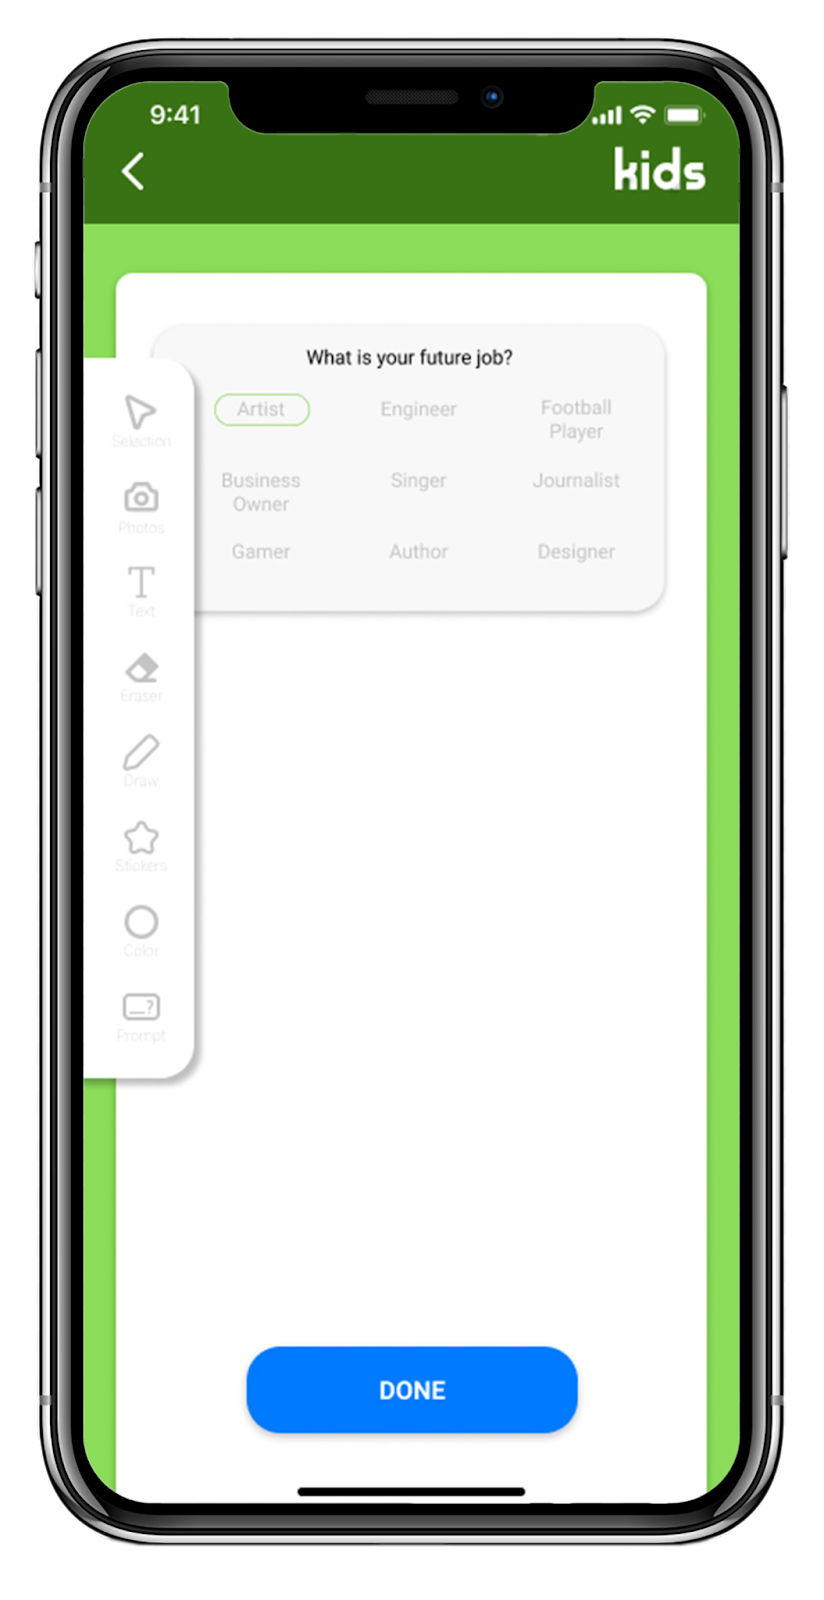 9:41
kids
What is your future job?
Artist
Engineer
Football
Player
Business
Owner
Singer
Journalist
Gamer
Author
Designer
Selection
Photos
Text
Eraser
Draw
Stickers
Color
Prompt
DONE